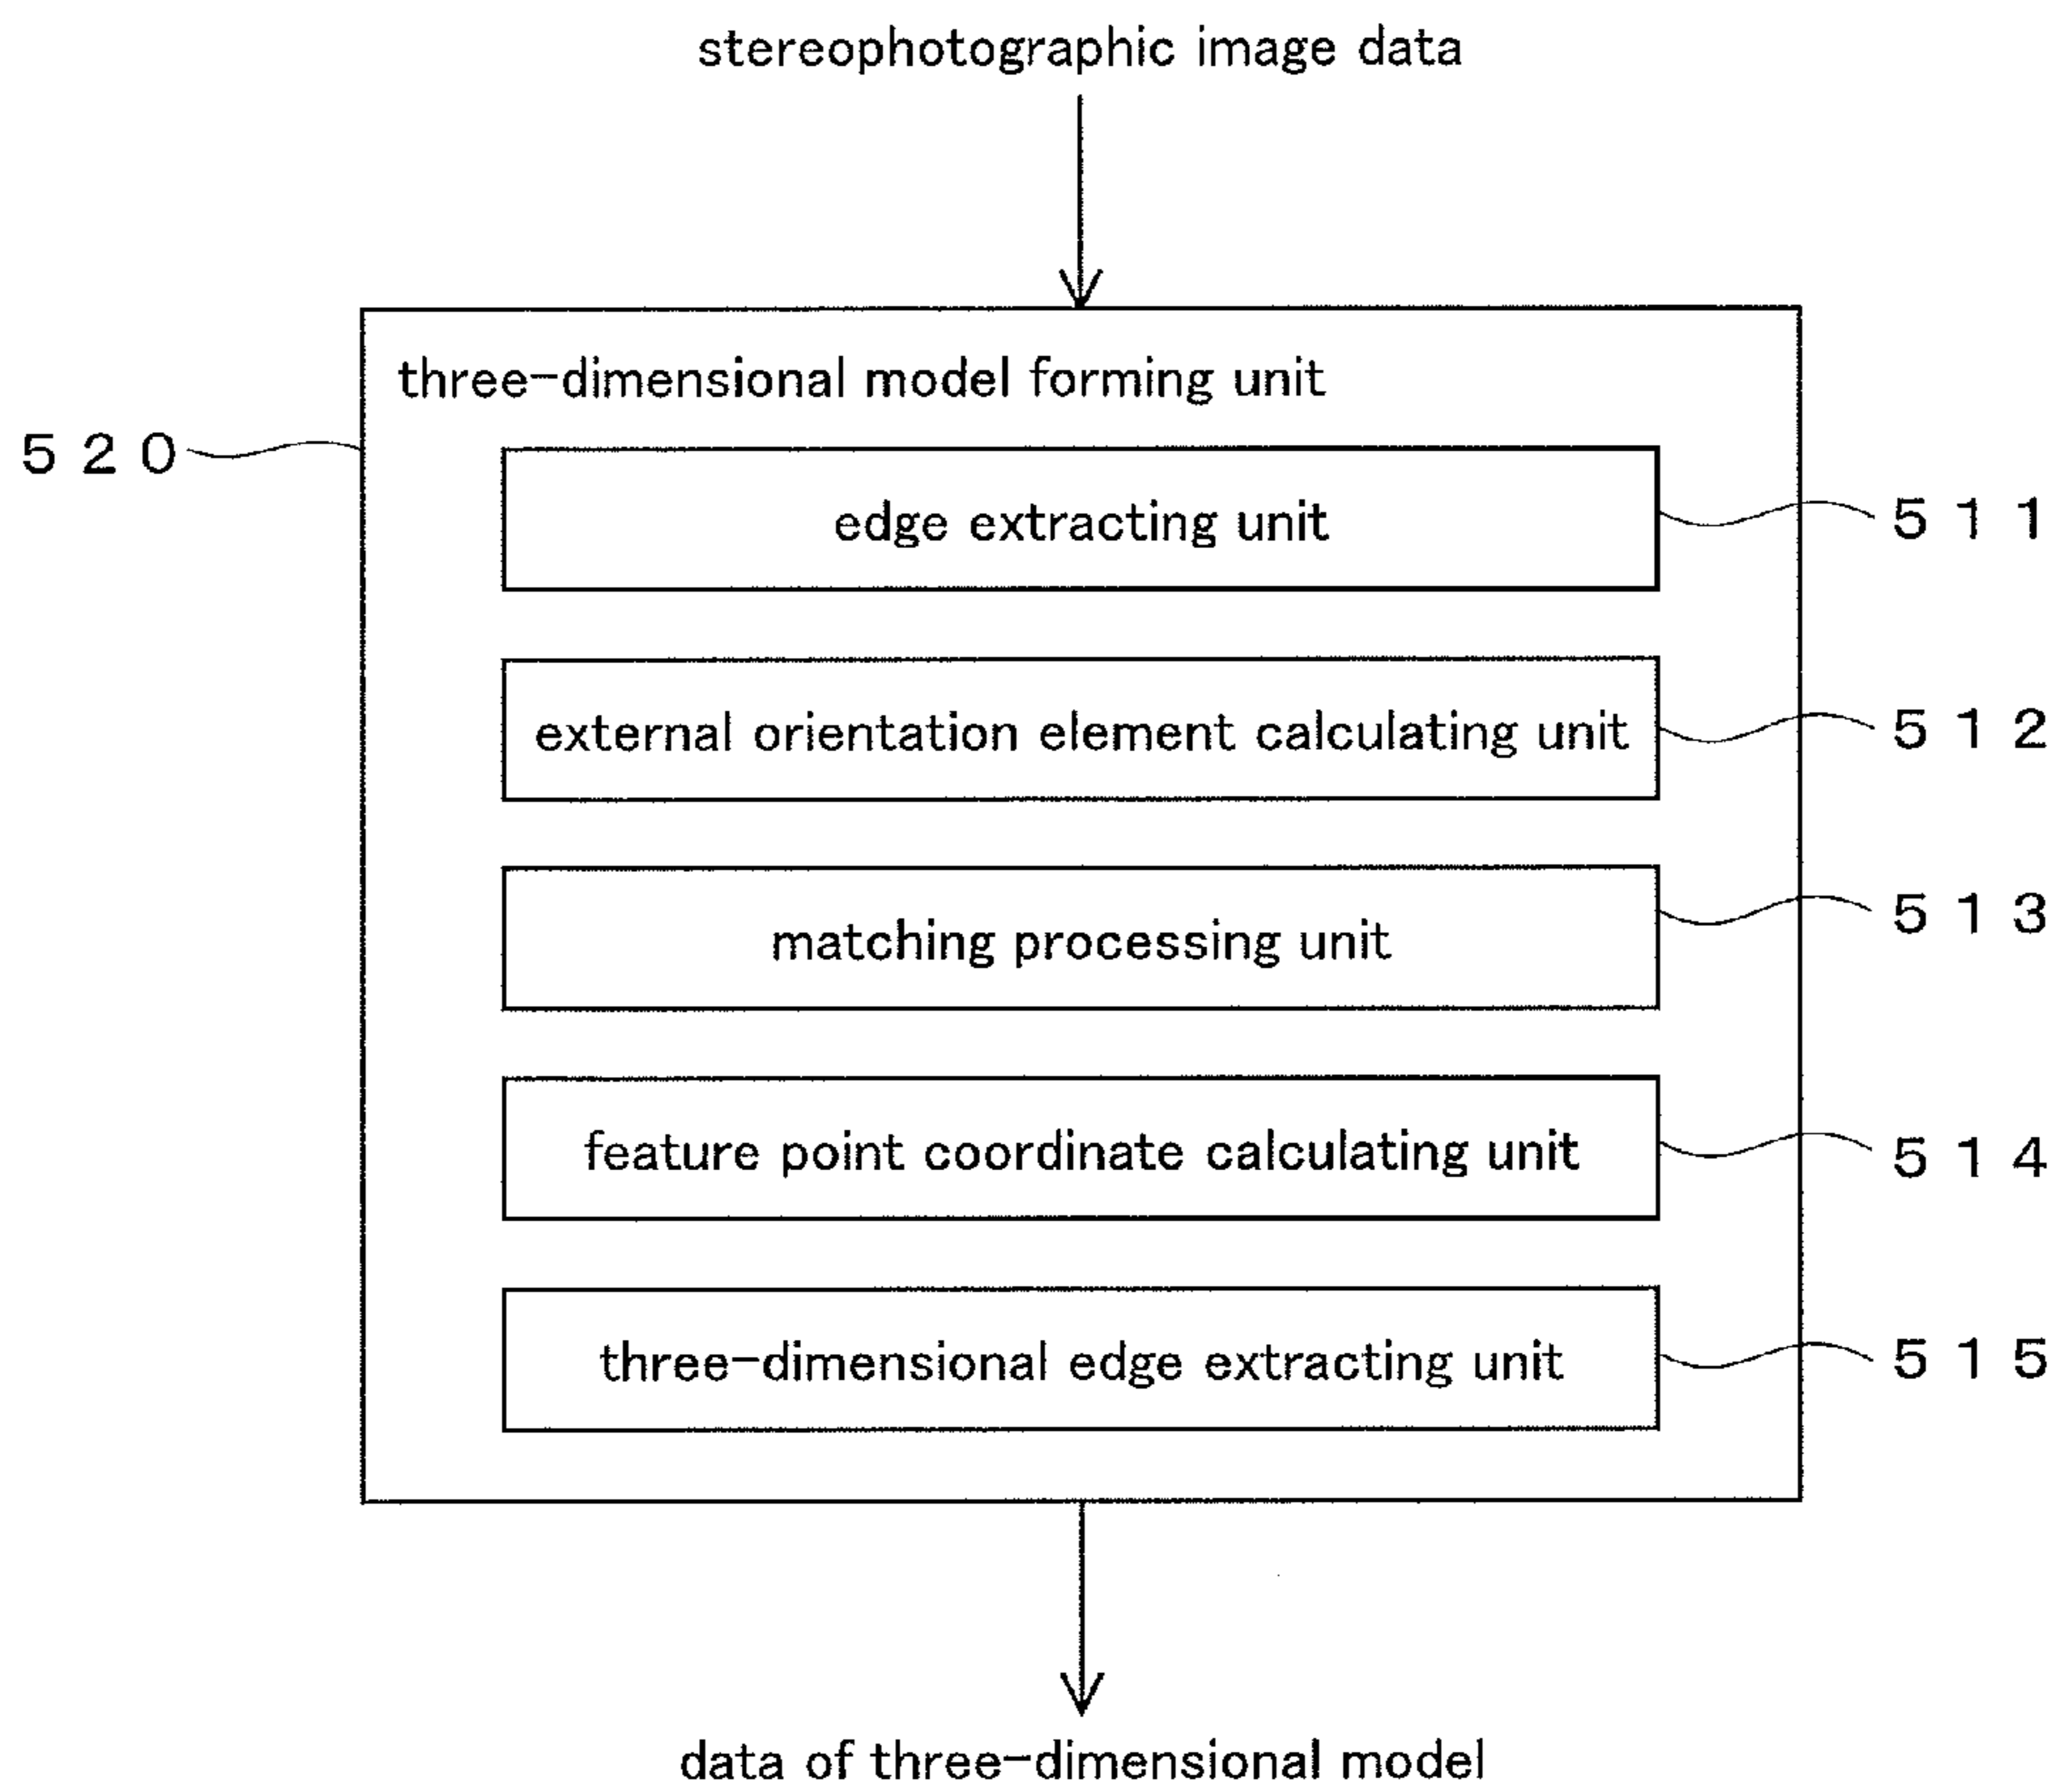 stereophotographic image data
three-dimensional model forming unit
520
edge extracting unit
511
external orientation element calculating unit
512
matching processing unit
513
feature point coordinate calculating unit
514
three-dimensional edge extracting unit
515
data of three-dimensional model